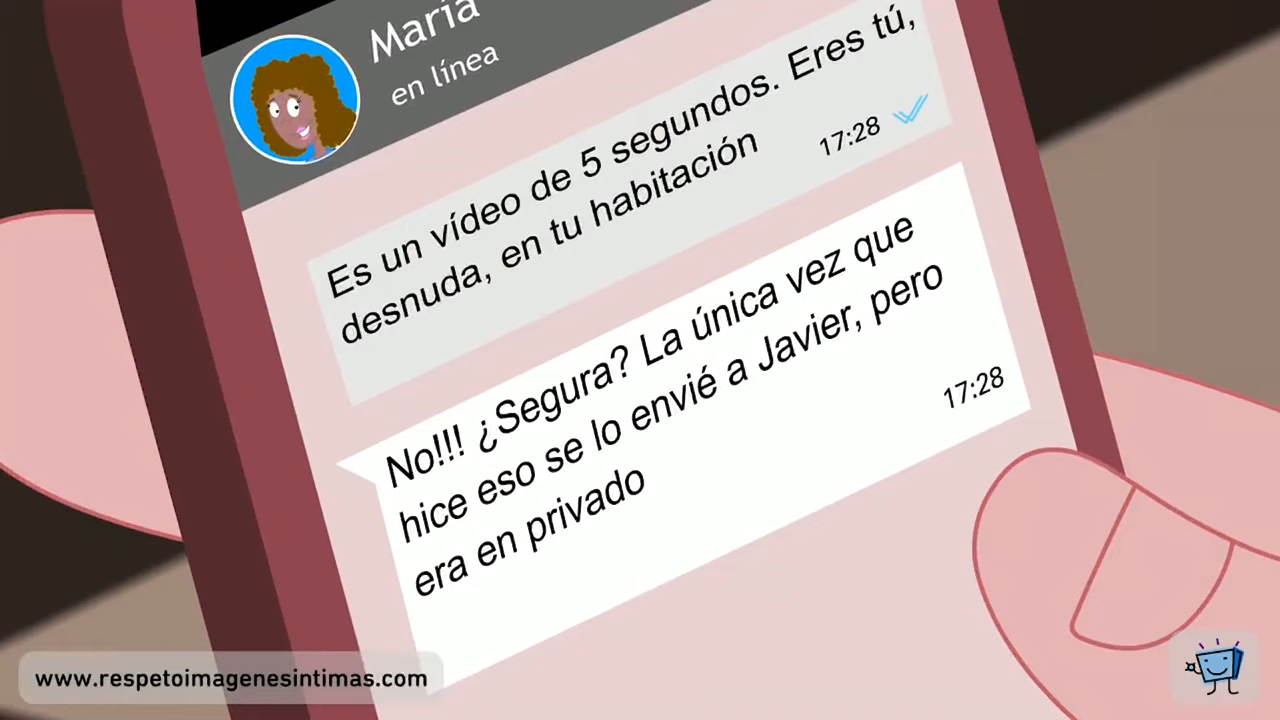 María
en línea
Es un vídeo de 5 segundos. Eres tú,
desnuda, en tu habitación
17:28
No!!! ¿Segura? La única vez que
hice eso se lo envié a Javier, pero
era en privado
17:28
www.respetoimagenesintimas.com